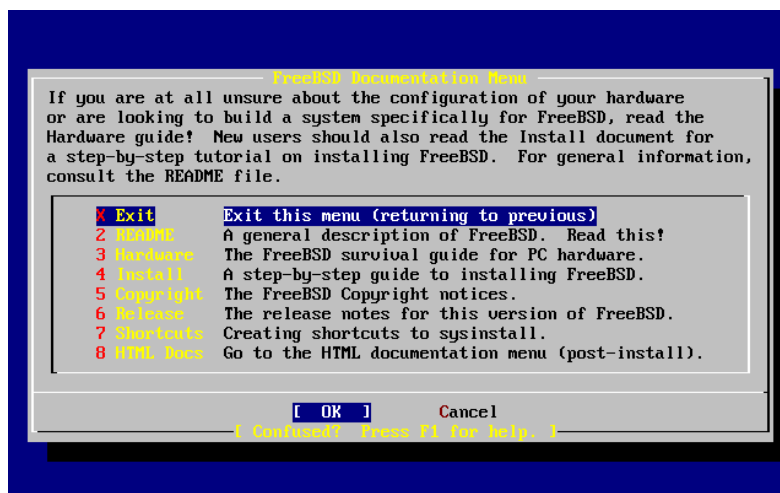 FreeBSD Documentation Menu
If you are at all unsure about the configuration of your hardware
or are looking to build a system specifically for FreeBSD, read the
Hardware guide! New users should also read the Install document for
a step-by-step tutorial on installing FreeBSD. For general information,
consult the README file.
X Exit Exit this menu (returning to previous)
2 README A general description of FreeBSD. Read this!
3 Hardware The FreeBSD survival guide for PC hardware.
4 Install A step-by-step guide to installing FreeBSD.
5 Copyright The FreeBSD Copyright notices.
6 Release The release notes for this version of FreeBSD.
7 Shortcuts Creating shortcuts to sysinstall.
8 HTML Docs Go to the HTML documentation menu (post-install).
[ OK ] Cancel
[ Confused? Press F1 for help. ]